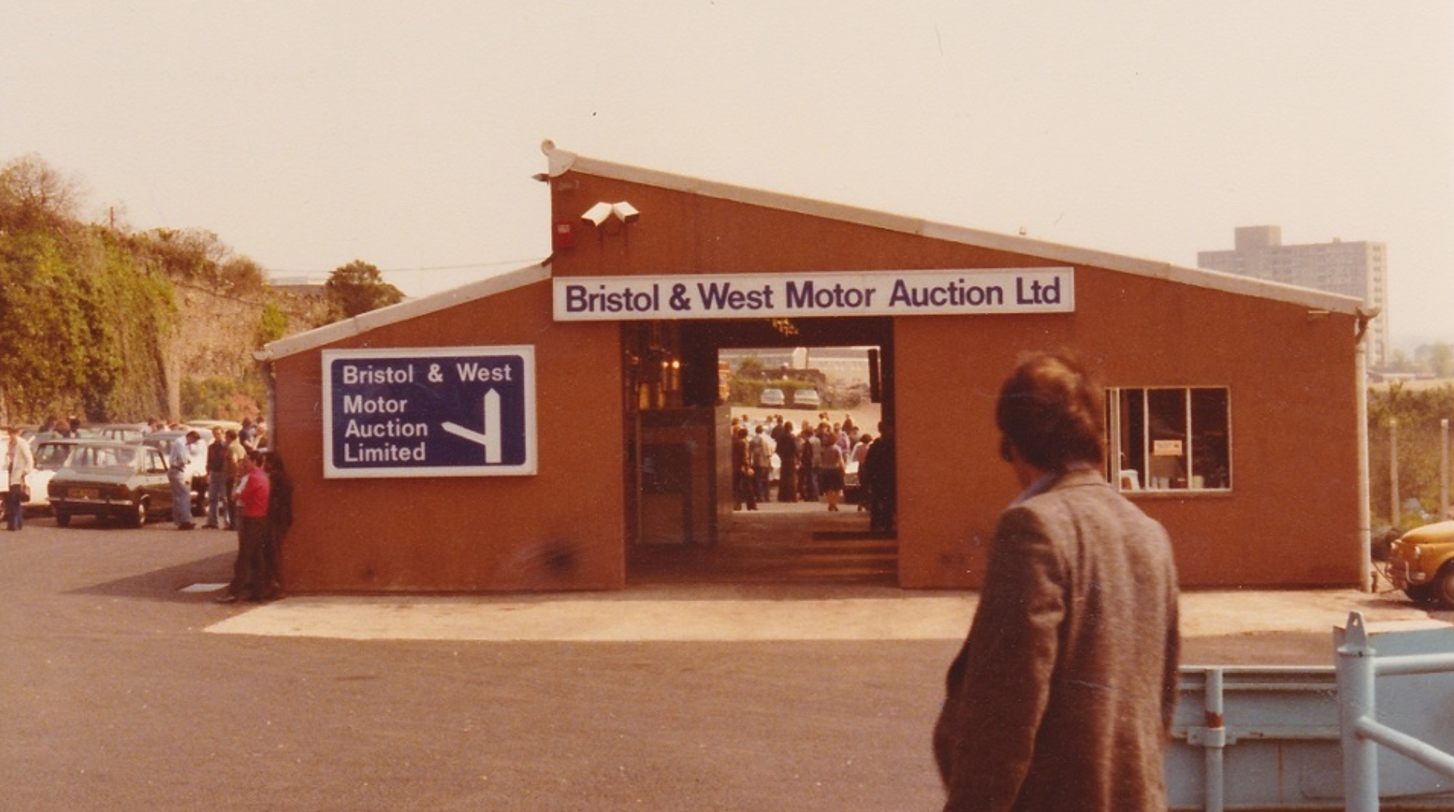 Bristol & West Motor Auction Ltd
Bristol & West
Motor
Auction
Limited